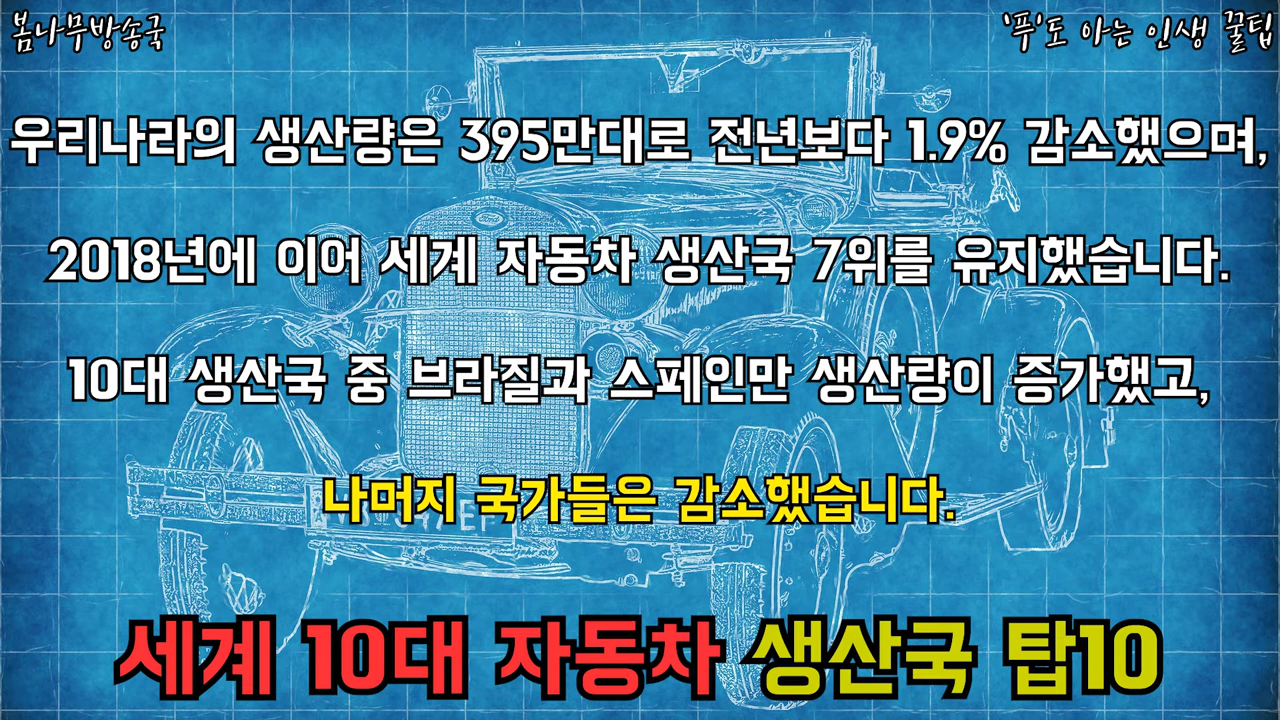 봄나무방송국
'푸'도 아는 인생 꿀팁
우리나라의 생산량은 395만대로 전년보다 1.9% 감소했으며,
2018년에 이어 세계 자동차 생산국 7위를 유지했습니다.
10대 생산국 중 브라질과 스페인만 생산량이 증가했고,
나머지 국가들은 감소했습니다.
세계 10대 자동차 생산국 탑10